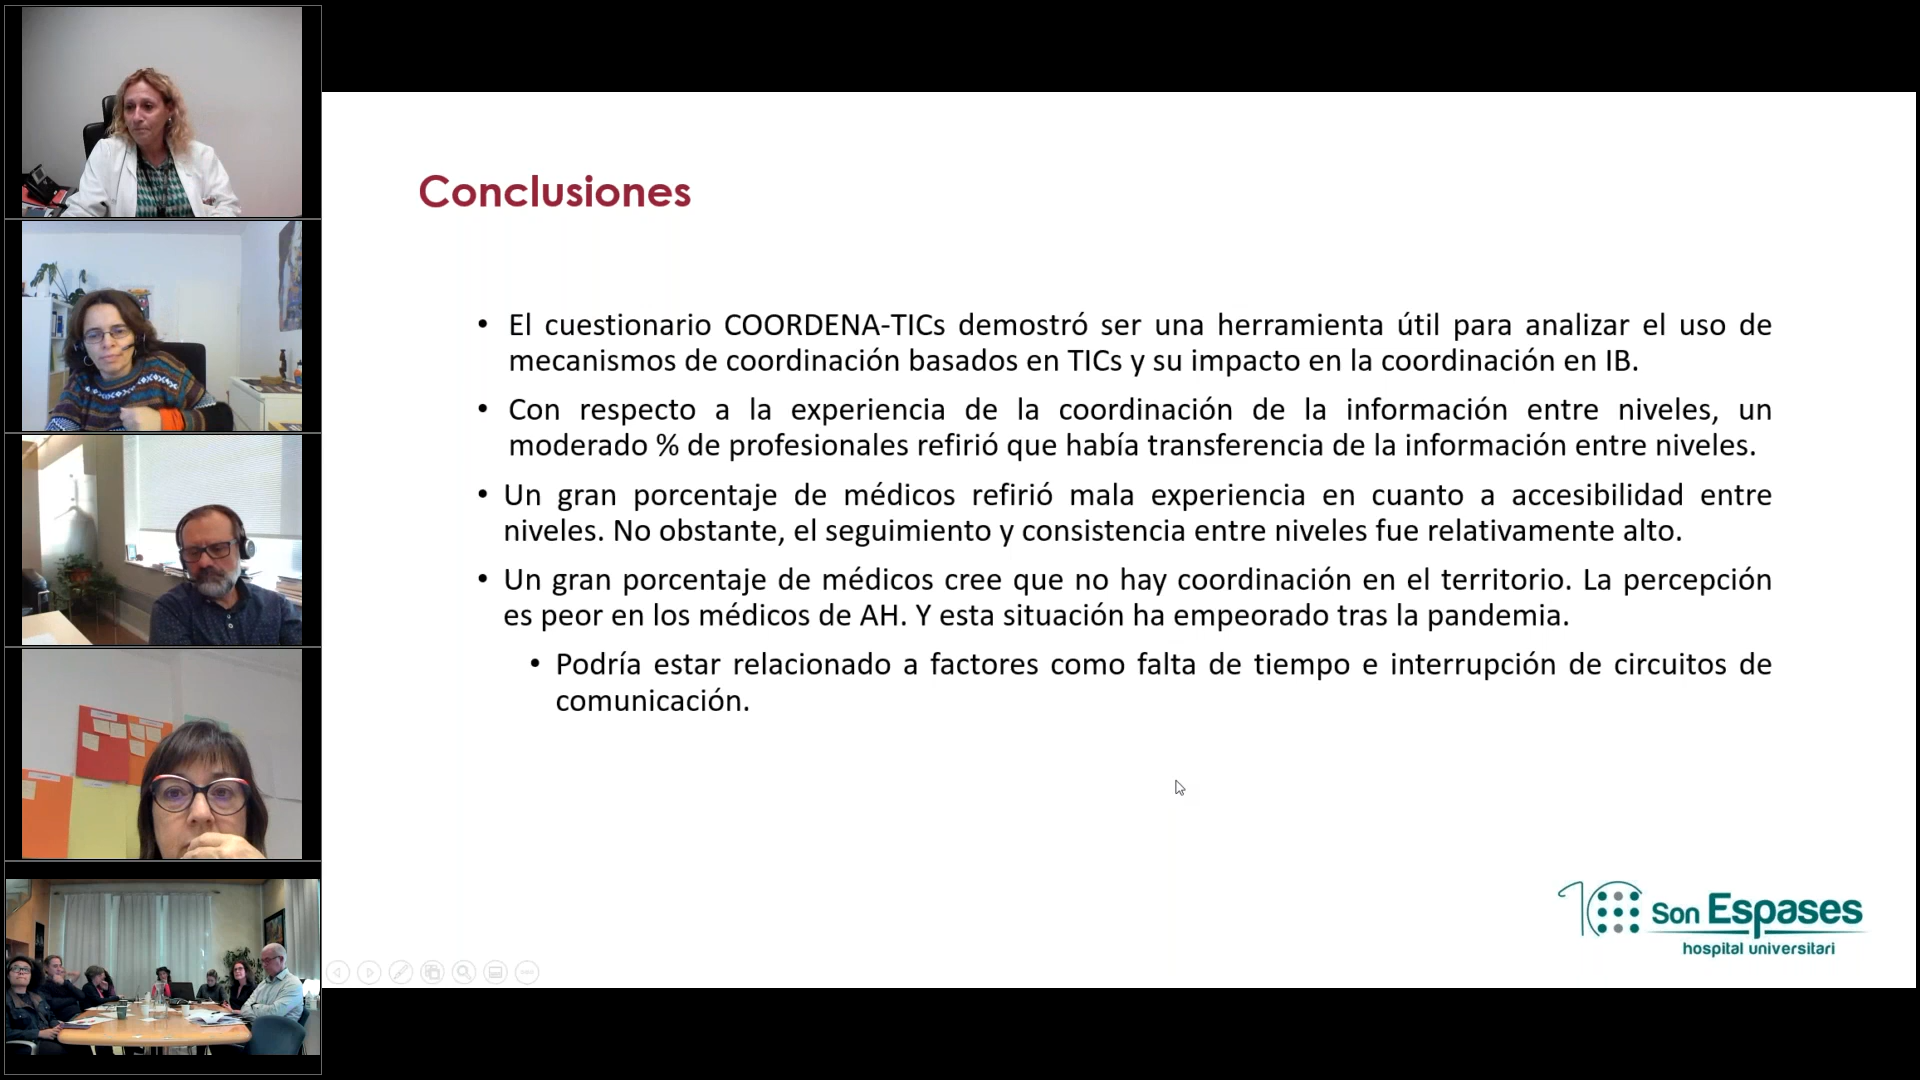 Conclusiones
• El cuestionario COORDENA-TICs demostró ser una herramienta útil para analizar el uso de
mecanismos de coordinación basados en TICs y su impacto en la coordinación en IB.
• Con respecto a la experiencia de la coordinación de la información entre niveles, un
moderado % de profesionales refirió que había transferencia de la información entre niveles.
• Un gran porcentaje de médicos refirió mala experiencia en cuanto a accesibilidad entre
niveles. No obstante, el seguimiento y consistencia entre niveles fue relativamente alto.
• Un gran porcentaje de médicos cree que no hay coordinación en el territorio. La percepción
es peor en los médicos de AH. Y esta situación ha empeorado tras la pandemia.
• Podría estar relacionado a factores como falta de tiempo e interrupción de circuitos de
comunicación.
10 Son Espases
hospital universitari